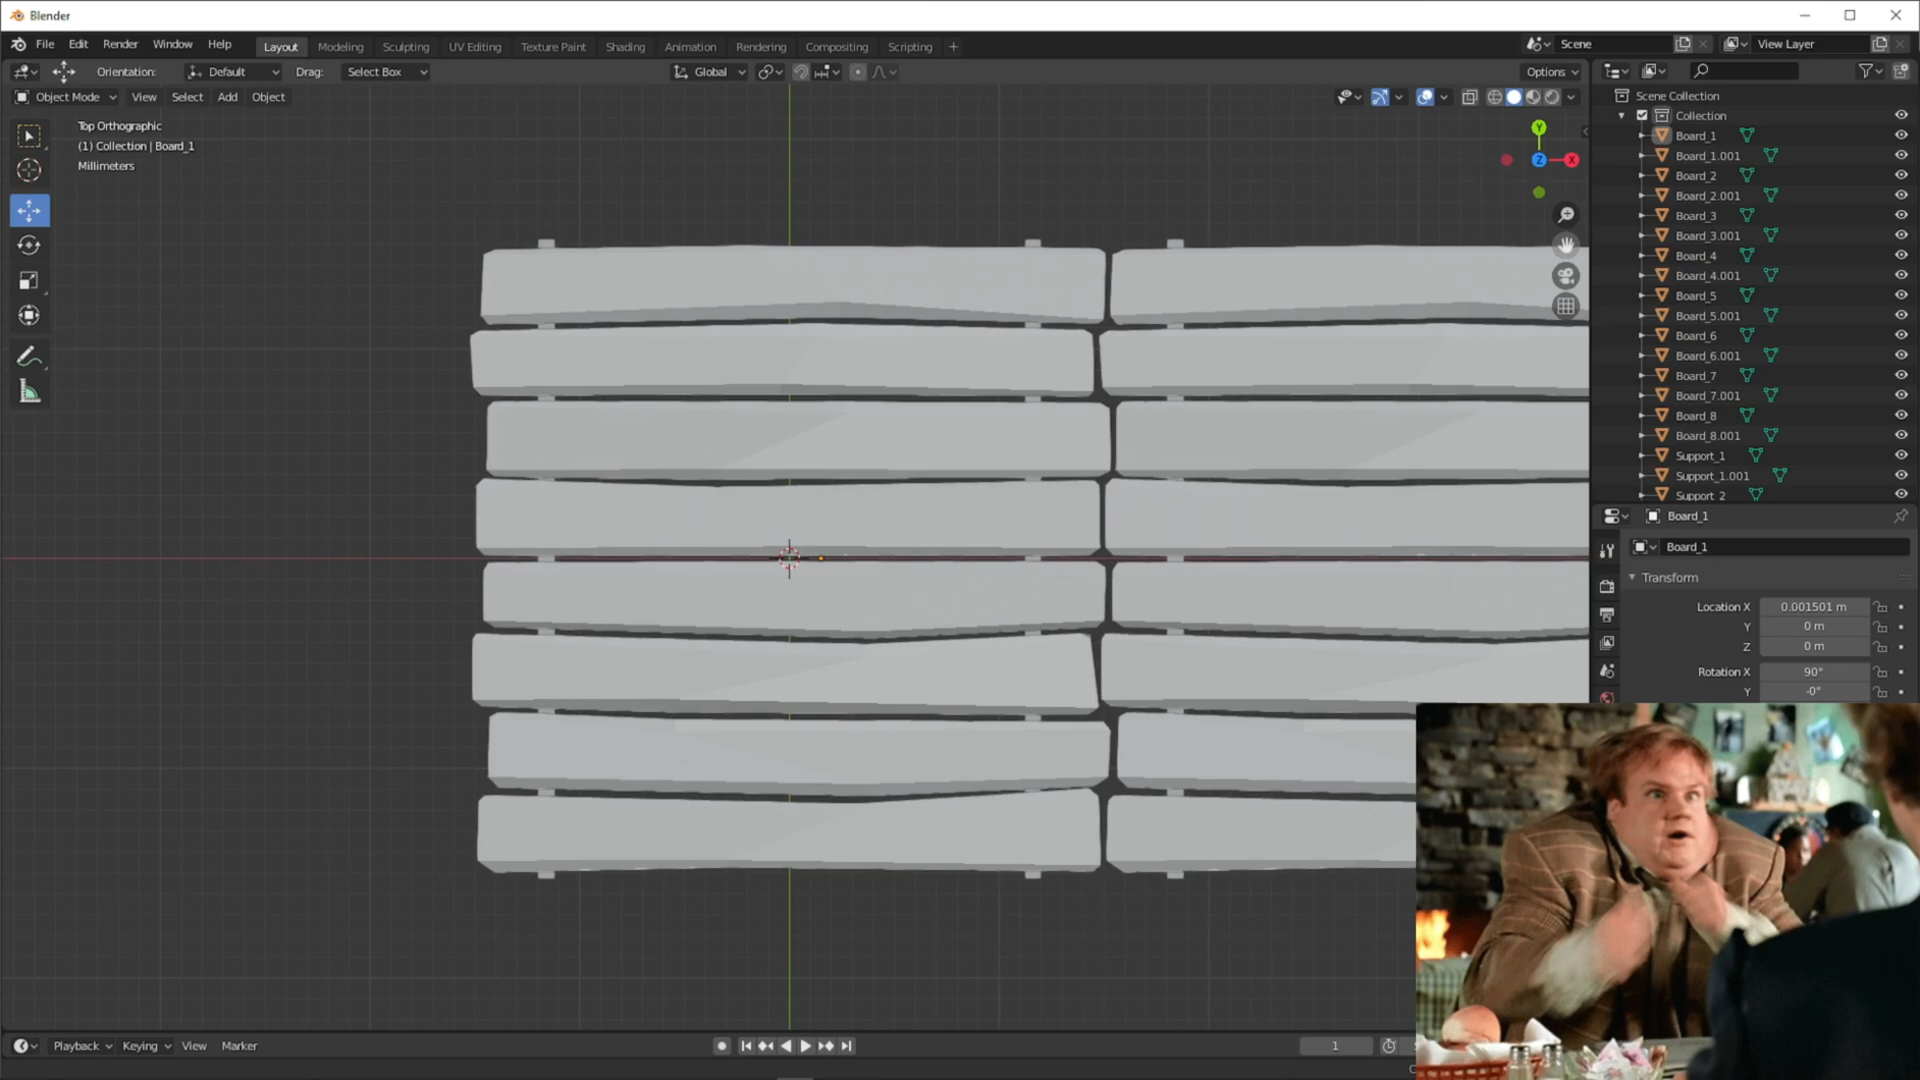 Blender
File Edit Render Window Help Layout Modeling Sculpting UV Editing Texture Paint Shading Animation Rendering Compositing Scripting + Scene View Layer
Orientation: Default Drag: Select Box Global Options
Object Mode View Select Add Object
Top Orthographic
(1) Collection | Board_1
Millimeters
Y
Z
X
Scene Collection
Collection
Board_1
Board_1.001
Board_2
Board_2.001
Board_3
Board_3.001
Board_4
Board_4.001
Board_5
Board_5.001
Board_6
Board_6.001
Board_7
Board_7.001
Board_8
Board_8.001
Support_1
Support_1.001
Support_2
Board_1
Board_1
Transform
Location X 0.001501 m
Y 0 m
Z 0 m
Rotation X 90°
Y -0°
Playback Keying View Marker 1